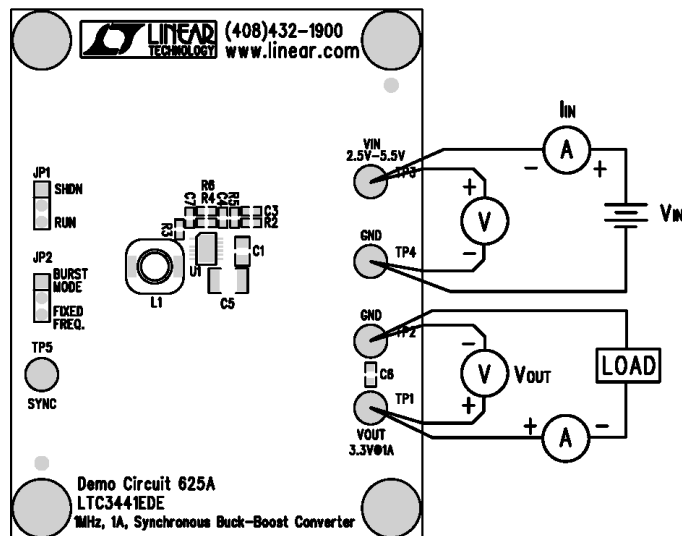 LINEAR
TECHNOLOGY
(408)432-1900
www.linear.com
IIN
A
- +
VIN
2.5V-5.5V
TP3
+
V
-
VIN
JP1
SHDN
RUN
R6
R4
C7
C4
R5
C3
R2
R3
U1
C1
GND
TP4
JP2
BURST
MODE
FIXED
FREQ.
L1
C5
GND
TP2
-
V
+
VOUT
LOAD
TP5
SYNC
C6
TP1
+ -
A
VOUT
3.3V@1A
Demo Circuit 625A
LTC3441EDE
1MHz, 1A, Synchronous Buck-Boost Converter